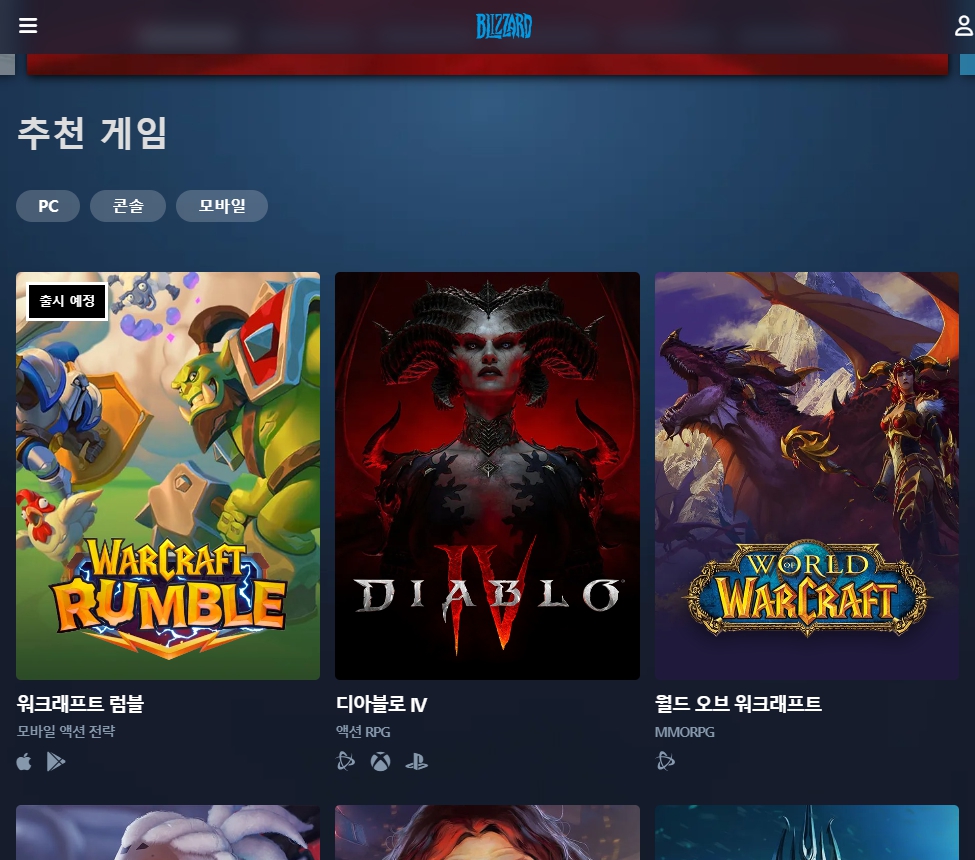 BLIZZARD
추천 게임
PC
콘솔
모바일
출시 예정
WARCRAFT
RUMBLE
DIABLO
IV
WORLD
OF
WARCRAFT
워크래프트 럼블
디아블로 IV
월드 오브 워크래프트
모바일 액션 전략
액션 RPG
MMORPG